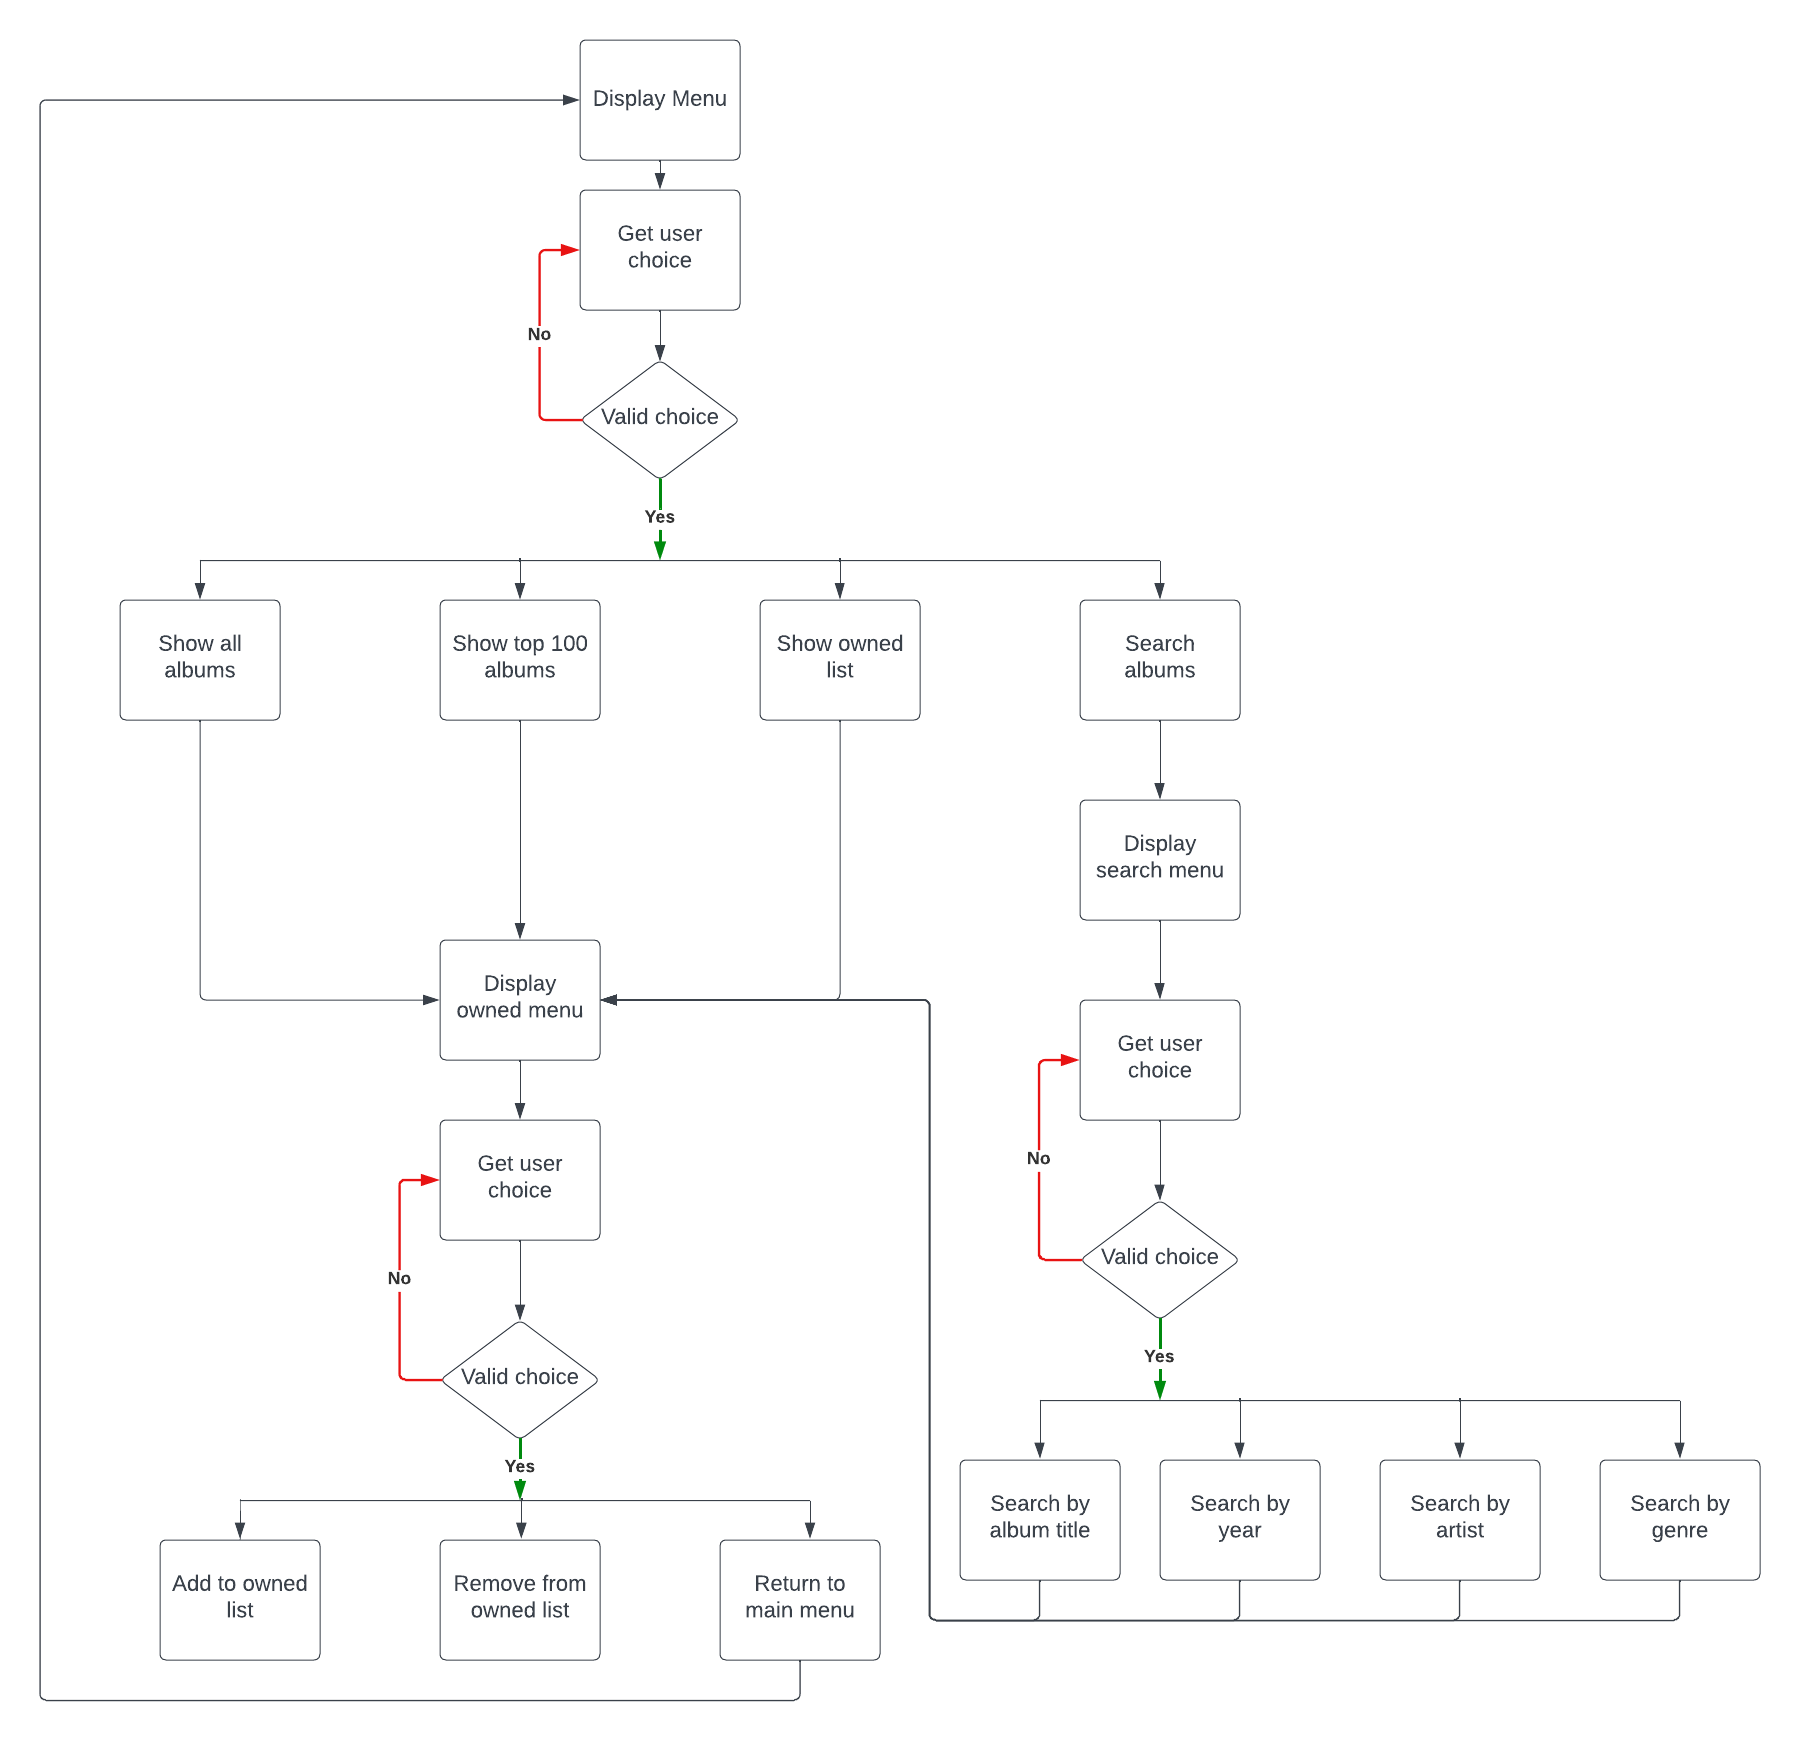 Display Menu
Get user
choice
No
Valid choice
Yes
Show all
albums
Show top 100
albums
Show owned
list
Search
albums
Display
search menu
Display
owned menu
Get user
choice
No
Valid choice
Yes
Get user
choice
No
Valid choice
Yes
Search by
album title
Search by
year
Search by
artist
Search by
genre
Add to owned
list
Remove from
owned list
Return to
main menu